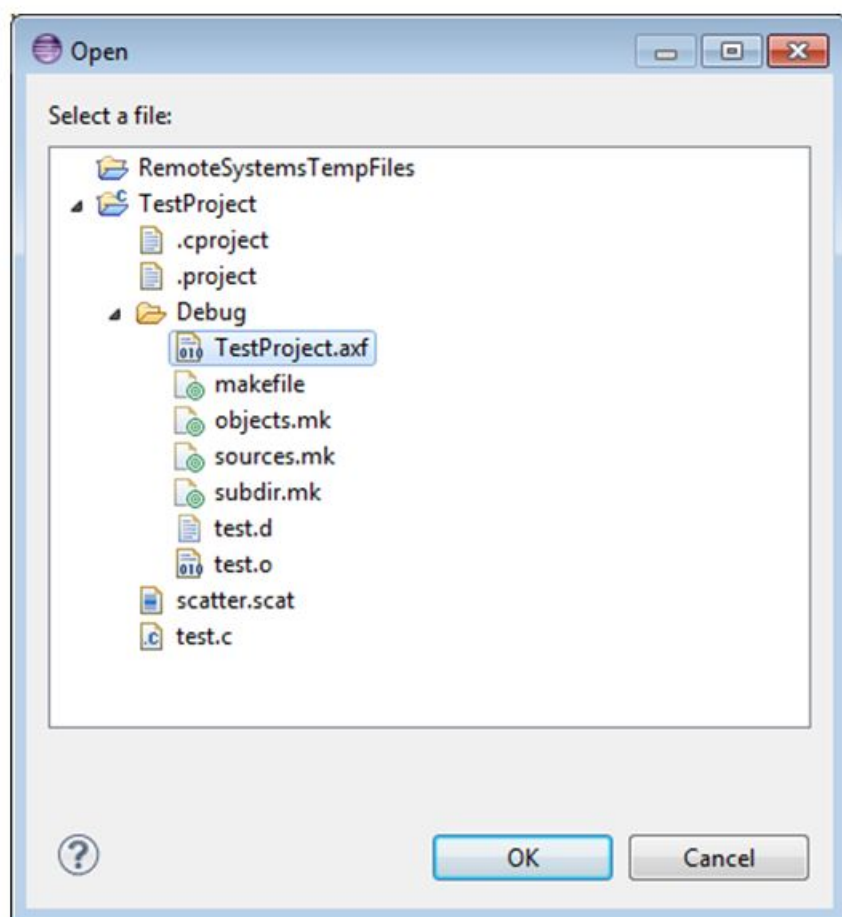 Open
Select a file:
RemoteSystemsTempFiles
TestProject
.cproject
.project
Debug
TestProject.axf
makefile
objects.mk
sources.mk
subdir.mk
test.d
test.o
scatter.scat
test.c
OK Cancel